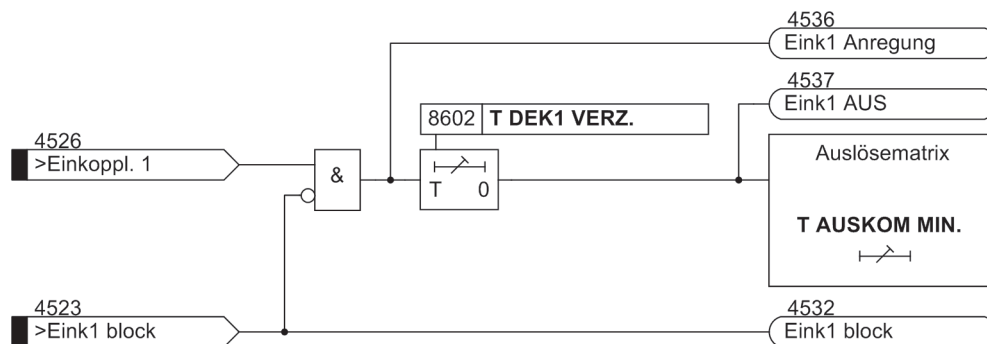 4536
Eink1 Anregung
4537
Eink1 AUS
8602 T DEK1 VERZ.
4526
>Einkoppl. 1
&
T 0
Auslösematrix
T AUSKOM MIN.
4523
>Eink1 block
4532
Eink1 block